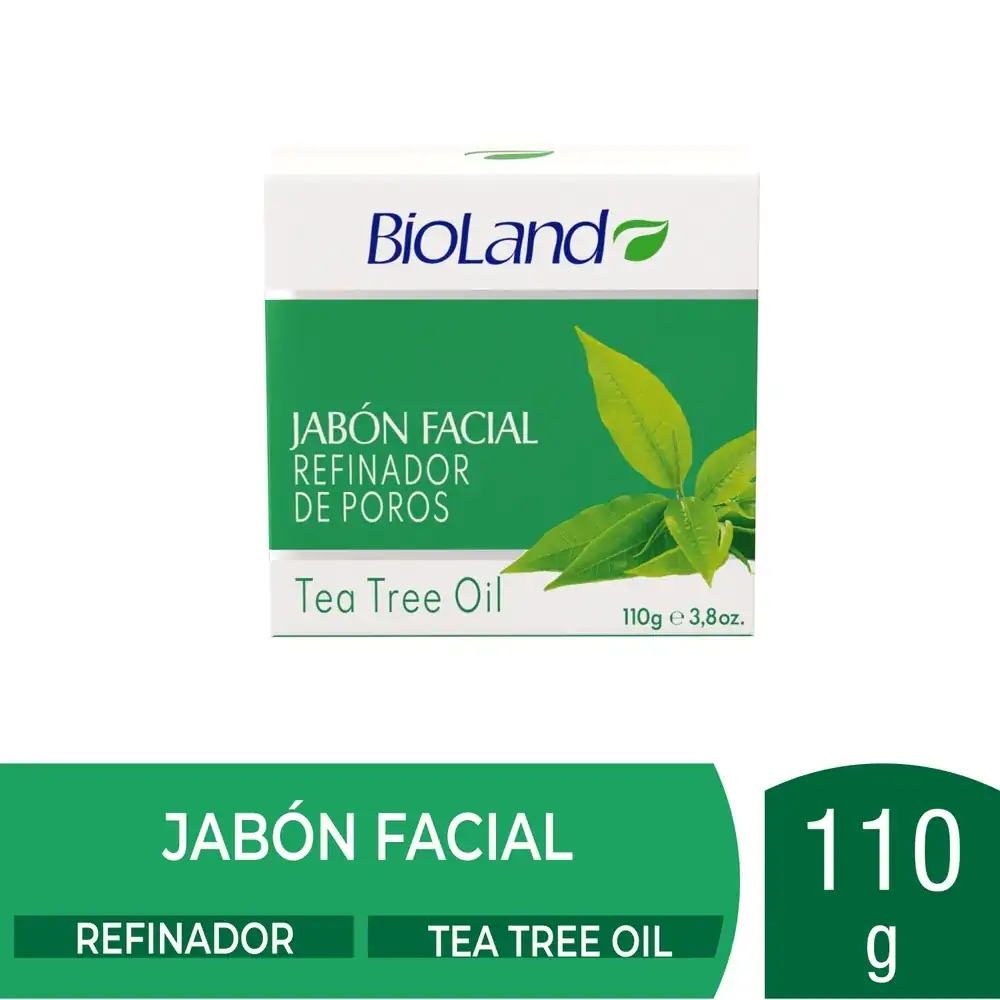 BioLand
JABÓN FACIAL
REFINADOR
DE POROS
Tea Tree Oil
110g ℮ 3,8oz.
JABÓN FACIAL
REFINADOR
TEA TREE OIL
110
g